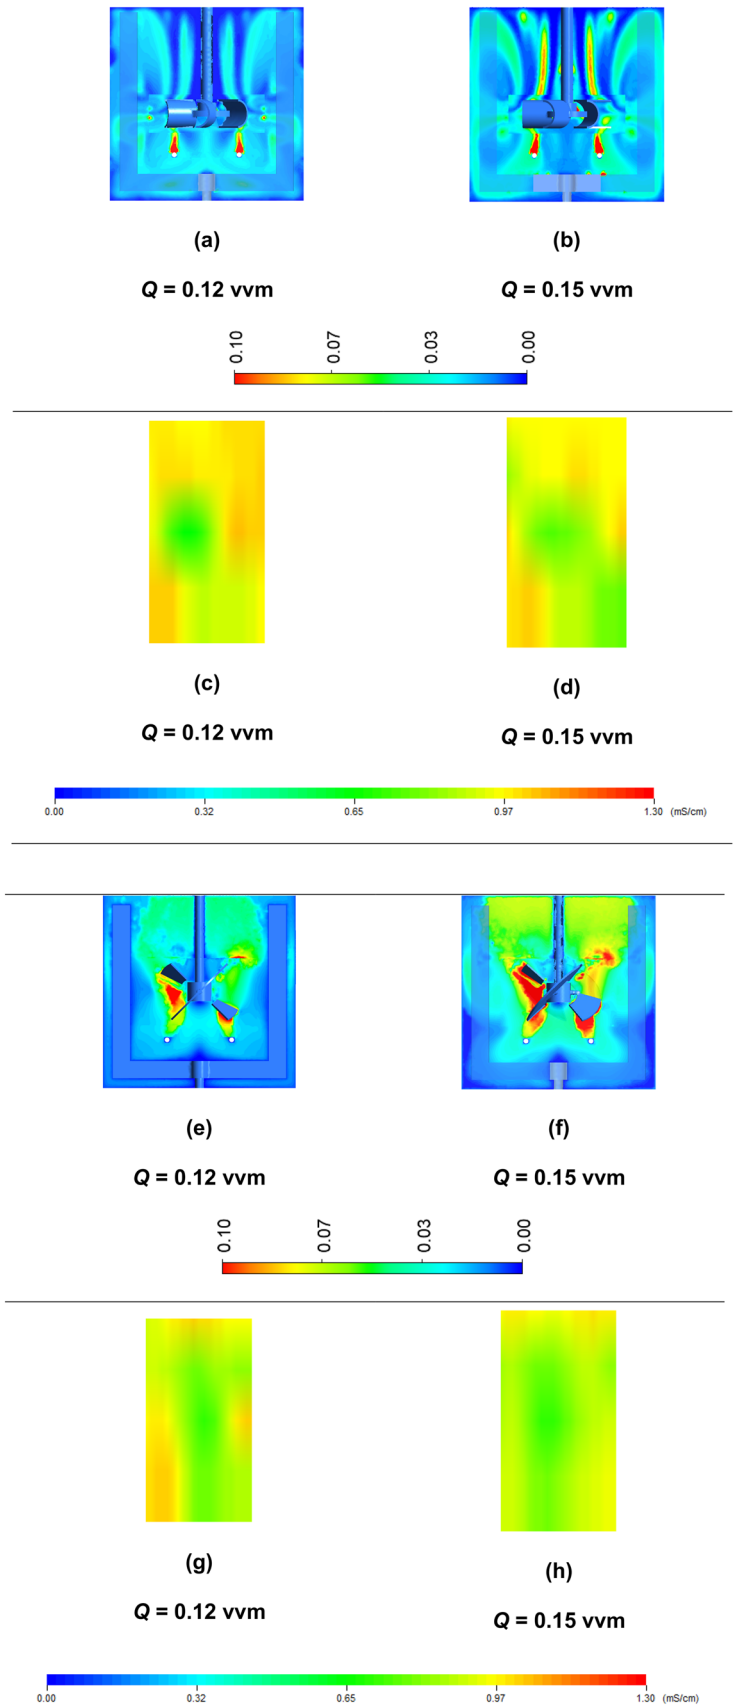 (a) (b)
Q = 0.12 vvm Q = 0.15 vvm
0.10 0.07 0.03 0.00
(c) (d)
Q = 0.12 vvm Q = 0.15 vvm
0.00 0.32 0.65 0.97 1.30 (mS/cm)
(e) (f)
Q = 0.12 vvm Q = 0.15 vvm
0.10 0.07 0.03 0.00
(g) (h)
Q = 0.12 vvm Q = 0.15 vvm
0.00 0.32 0.65 0.97 1.30 (mS/cm)